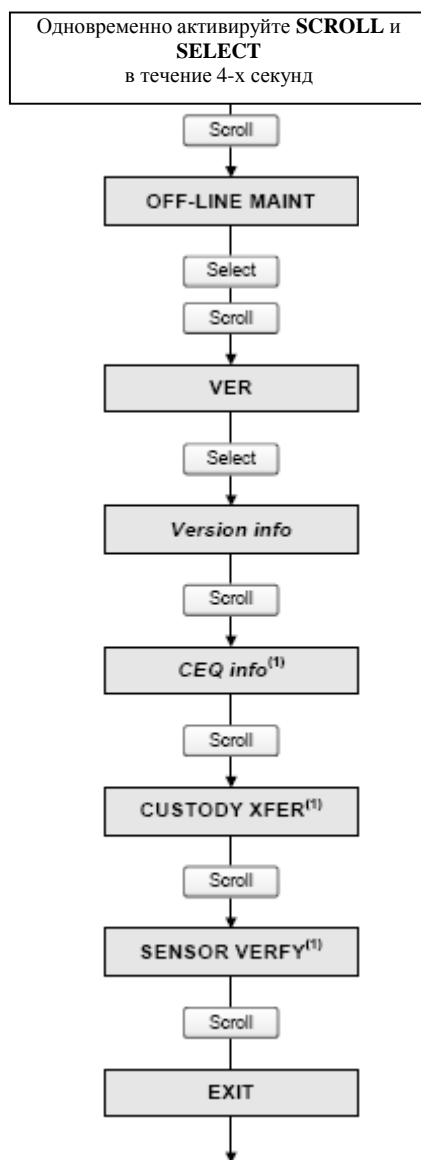 Одновременно активируйте SCROLL и
SELECT
в течение 4-х секунд
Scroll
OFF-LINE MAINT
Select
Scroll
VER
Select
Version info
Scroll
CEQ info(1)
Scroll
CUSTODY XFER(1)
Scroll
SENSOR VERFY(1)
Scroll
EXIT